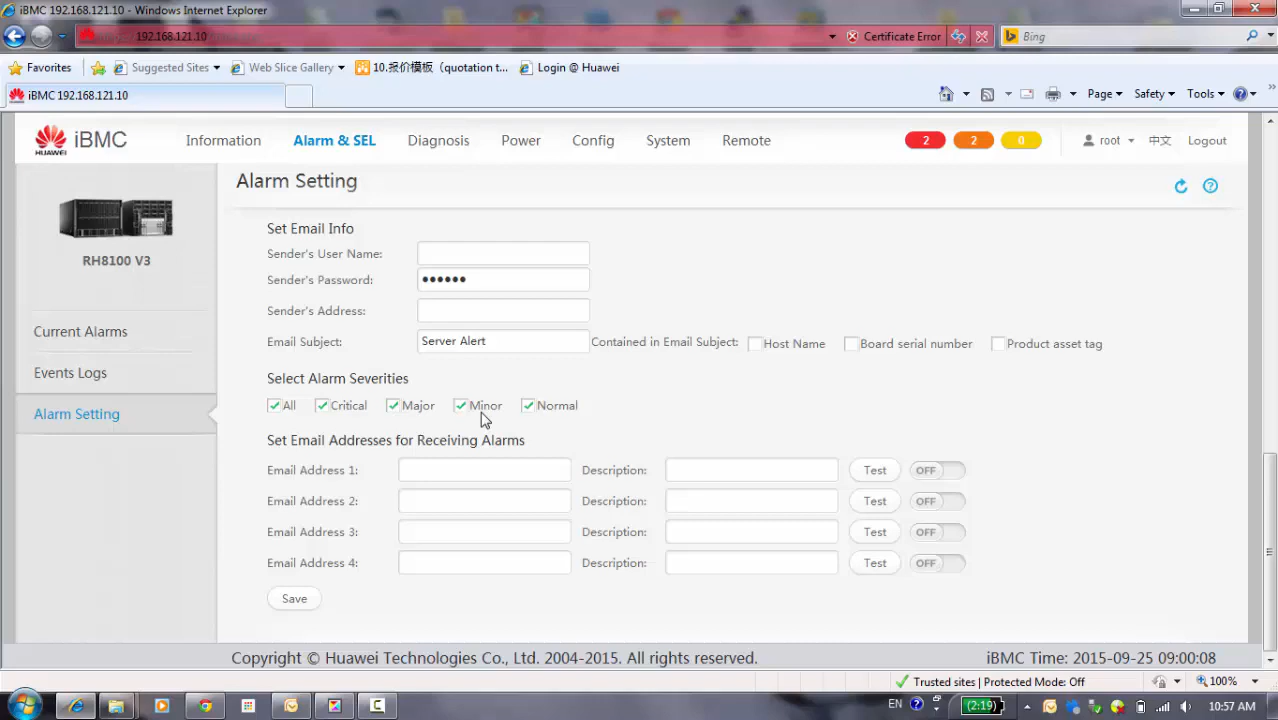 iBMC 192.168.121.10 - Windows Internet Explorer
192.168.121.10
Certificate Error
Bing
Favorites
Suggested Sites
Web Slice Gallery
10.报价模板（quotation t...
Login @ Huawei
iBMC 192.168.121.10
Page
Safety
Tools
HUAWEI
iBMC
Information
Alarm & SEL
Diagnosis
Power
Config
System
Remote
2
2
0
root
中文
Logout
Alarm Setting
RH8100 V3
Current Alarms
Events Logs
Alarm Setting
Set Email Info
Sender's User Name:
Sender's Password: ••••••
Sender's Address:
Email Subject: Server Alert Contained in Email Subject: Host Name Board serial number Product asset tag
Select Alarm Severities
All Critical Major Minor Normal
Set Email Addresses for Receiving Alarms
Email Address 1: Description: Test OFF
Email Address 2: Description: Test OFF
Email Address 3: Description: Test OFF
Email Address 4: Description: Test OFF
Save
Copyright © Huawei Technologies Co., Ltd. 2004-2015. All rights reserved.
iBMC Time: 2015-09-25 09:00:08
Trusted sites | Protected Mode: Off
100%
EN
(2:19)
10:57 AM